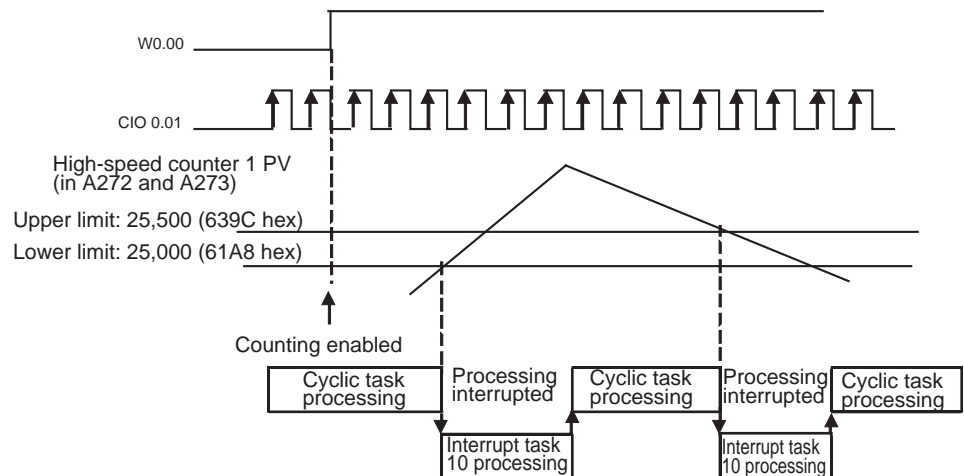 W0.00
CIO 0.01
High-speed counter 1 PV
(in A272 and A273)
Upper limit: 25,500 (639C hex)
Lower limit: 25,000 (61A8 hex)
Counting enabled
Cyclic task
processing
Processing
interrupted
Cyclic task
processing
Processing
interrupted
Cyclic task
processing
Interrupt task
10 processing
Interrupt task
10 processing